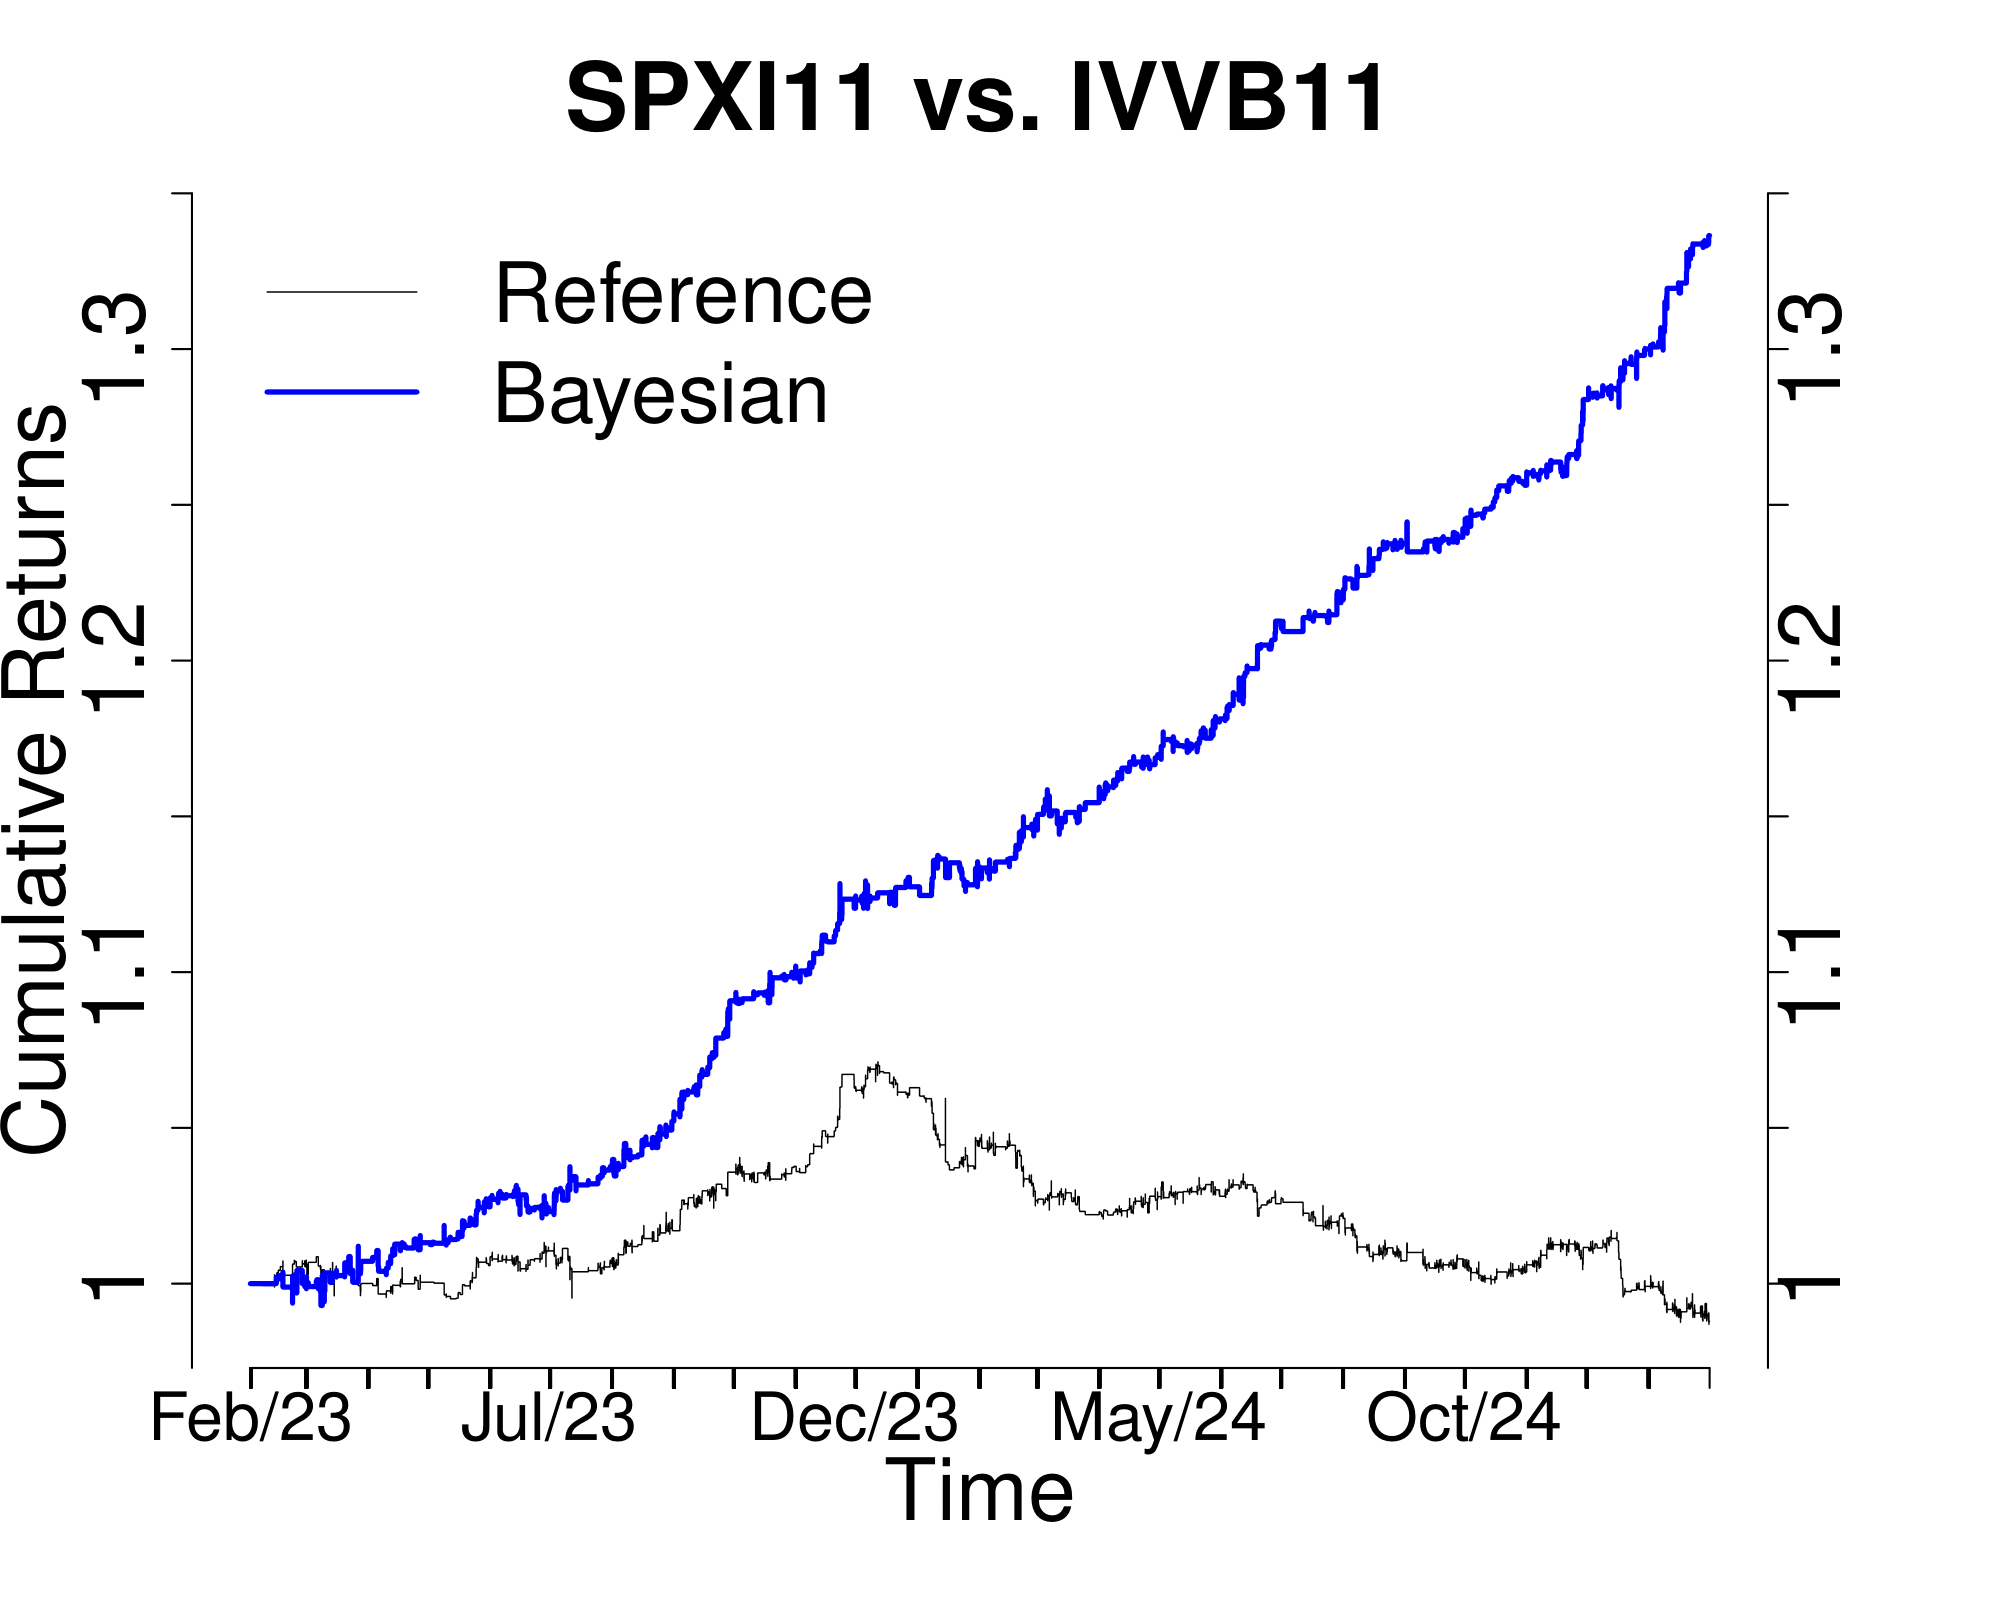 SPXI11 vs. IVVB11
Reference
Bayesian
Cumulative Returns
1.3
1.2
1.1
1
1.3
1.2
1.1
1
Feb/23 Jul/23 Dec/23 May/24 Oct/24
Time